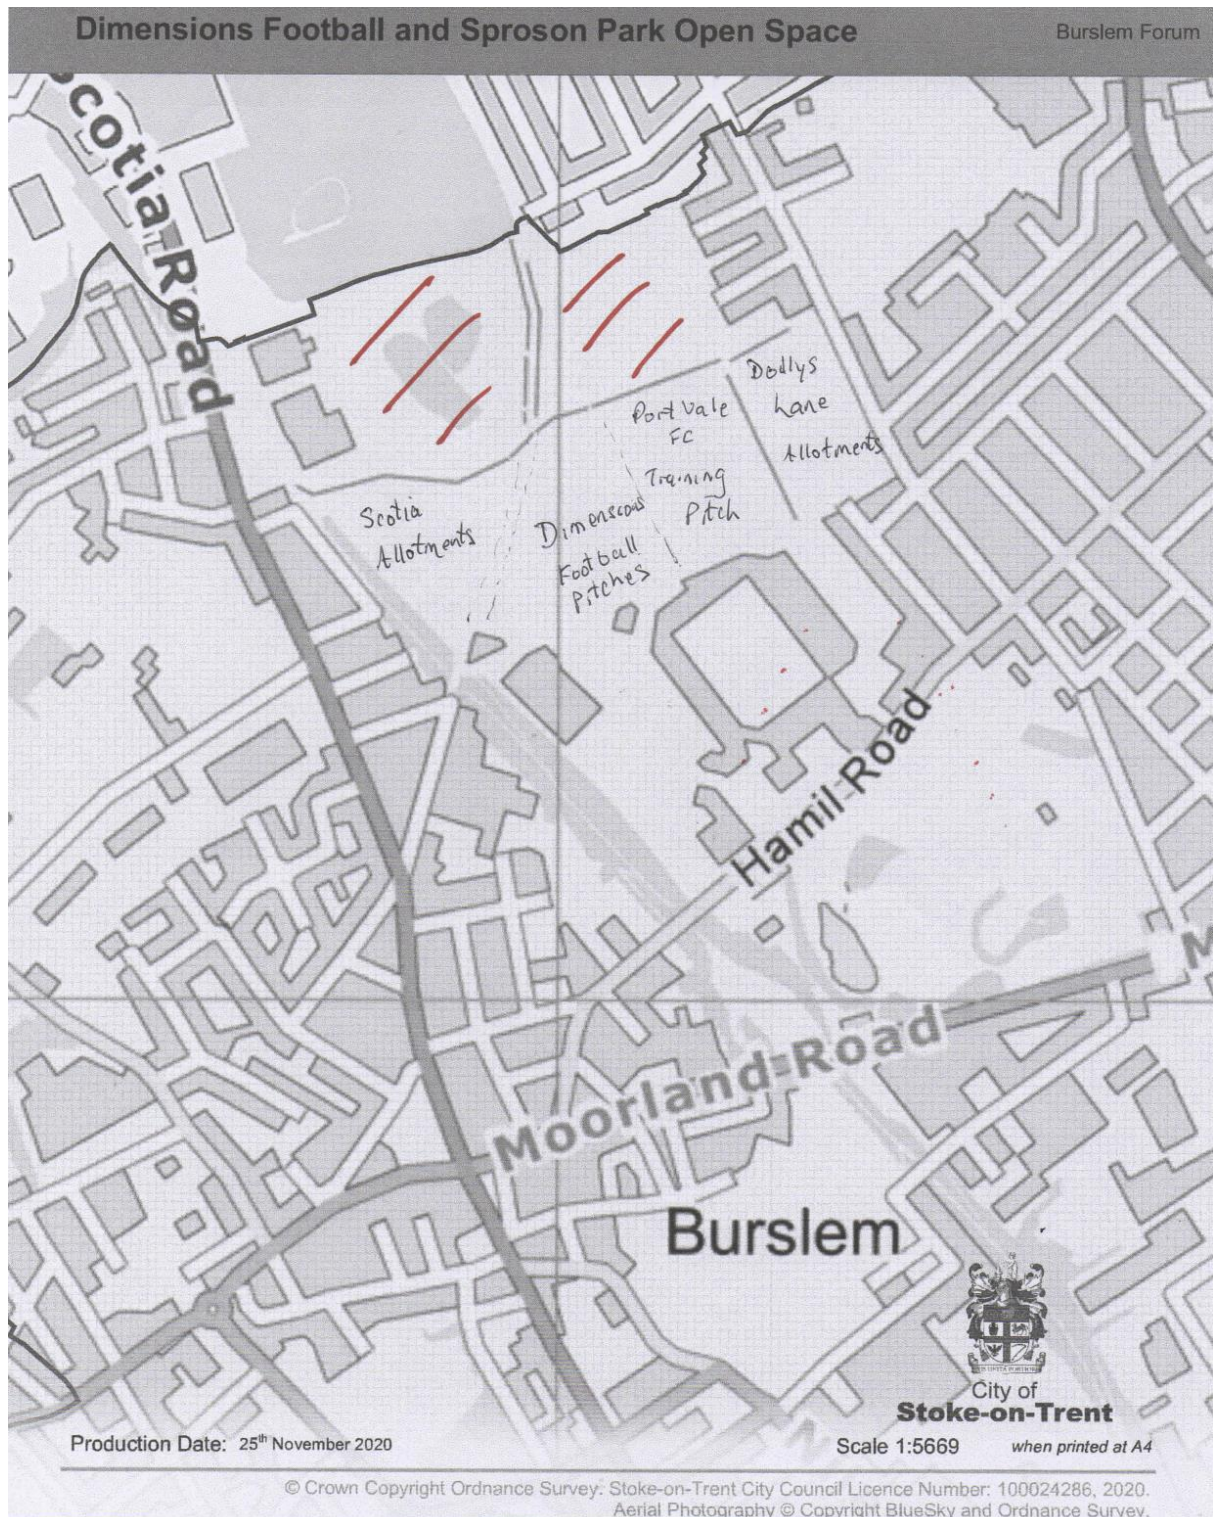 Dimensions Football and Sproson Park Open Space
Burslem Forum
Scotia Road
Dodlys
Lane
Allotments
Port Vale
FC
Training
Pitch
Scotia
Allotments
Dimensions
Football
Pitches
Hamil Road
Moorland Road
M
Burslem
City of
Stoke-on-Trent
Production Date: 25th November 2020
Scale 1:5669
when printed at A4
© Crown Copyright Ordnance Survey. Stoke-on-Trent City Council Licence Number: 100024286, 2020.
Aerial Photography © Copyright BlueSky and Ordnance Survey.